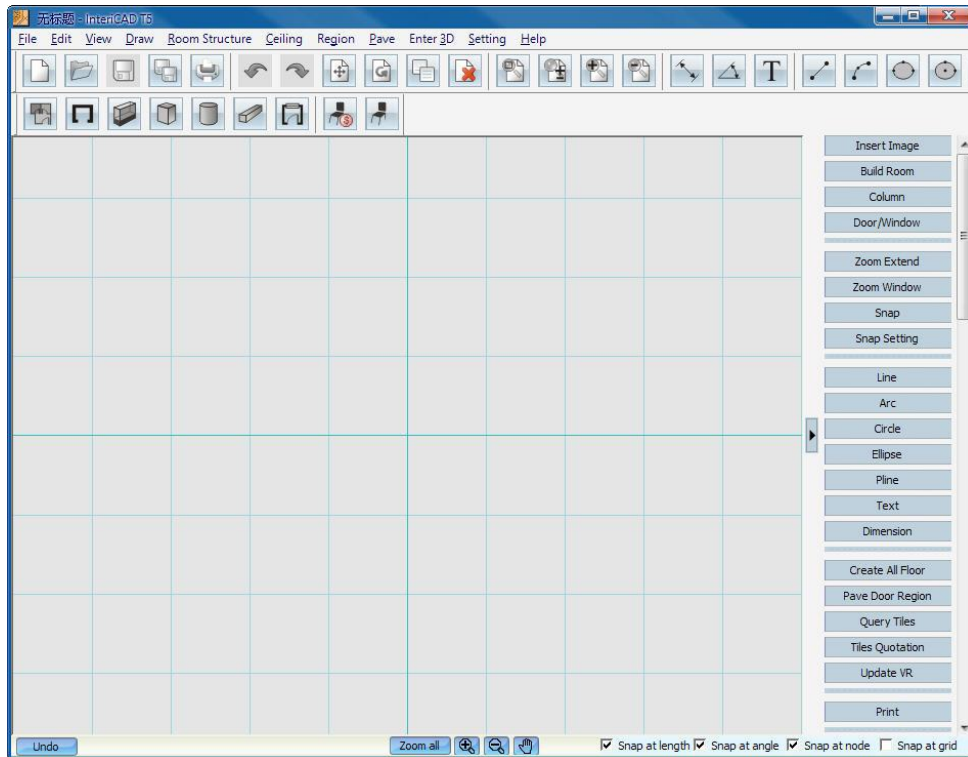 无标题 - InteriCAD T5
File Edit View Draw Room Structure Ceiling Region Pave Enter 3D Setting Help
T
Insert Image
Build Room
Column
Door/Window
Zoom Extend
Zoom Window
Snap
Snap Setting
Line
Arc
Circle
Ellipse
Pline
Text
Dimension
Create All Floor
Pave Door Region
Query Tiles
Tiles Quotation
Update VR
Print
Undo Zoom all Snap at length Snap at angle Snap at node Snap at grid